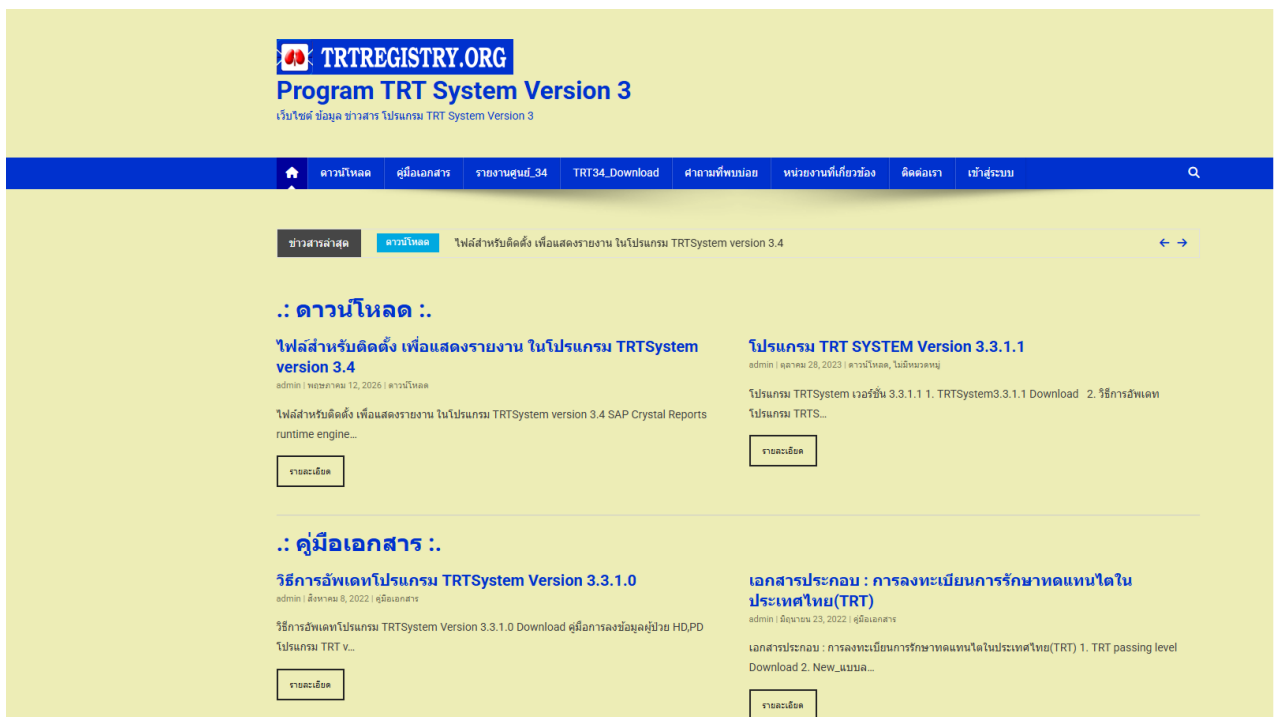 TRTREGISTRY.ORG
Program TRT System Version 3
เว็บไซต์ ข้อมูล ข่าวสาร โปรแกรม TRT System Version 3
ดาวน์โหลด คู่มือเอกสาร รายงานศูนย์_34 TRT34_Download คำถามที่พบบ่อย หน่วยงานที่เกี่ยวข้อง ติดต่อเรา เข้าสู่ระบบ
ข่าวสารล่าสุด ดาวน์โหลด ไฟล์สำหรับติดตั้ง เพื่อแสดงรายงาน ในโปรแกรม TRTSystem version 3.4
.: ดาวน์โหลด :.
ไฟล์สำหรับติดตั้ง เพื่อแสดงรายงาน ในโปรแกรม TRTSystem
version 3.4
admin | พฤษภาคม 12, 2026 | ดาวน์โหลด
ไฟล์สำหรับติดตั้ง เพื่อแสดงรายงาน ในโปรแกรม TRTSystem version 3.4 SAP Crystal Reports
runtime engine...
รายละเอียด
โปรแกรม TRT SYSTEM Version 3.3.1.1
admin | ตุลาคม 28, 2023 | ดาวน์โหลด, ไม่มีหมวดหมู่
โปรแกรม TRTSystem เวอร์ชั่น 3.3.1.1 1. TRTSystem3.3.1.1 Download 2. วิธีการอัพเดท
โปรแกรม TRTS...
รายละเอียด
.: คู่มือเอกสาร :.
วิธีการอัพเดทโปรแกรม TRTSystem Version 3.3.1.0
admin | สิงหาคม 8, 2022 | คู่มือเอกสาร
วิธีการอัพเดทโปรแกรม TRTSystem Version 3.3.1.0 Download คู่มือการลงข้อมูลผู้ป่วย HD,PD
โปรแกรม TRT v...
รายละเอียด
เอกสารประกอบ : การลงทะเบียนการรักษาทดแทนไตใน
ประเทศไทย(TRT)
admin | มิถุนายน 23, 2022 | คู่มือเอกสาร
เอกสารประกอบ : การลงทะเบียนการรักษาทดแทนไตในประเทศไทย(TRT) 1. TRT passing level
Download 2. New_แบบล...
รายละเอียด